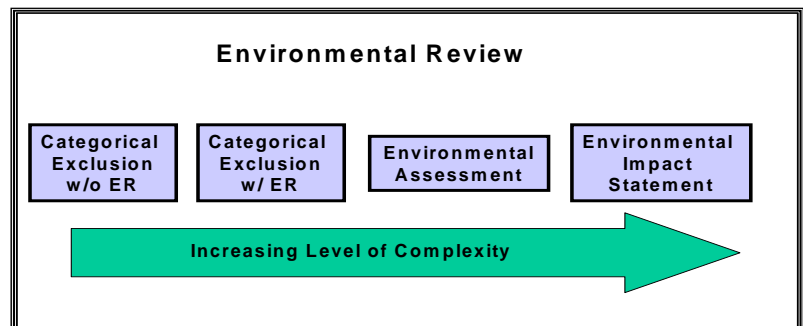 Environmental Review
Categorical
Exclusion
w/o ER
Categorical
Exclusion
w/ ER
Environmental
Assessment
Environmental
Impact
Statement
Increasing Level of Complexity